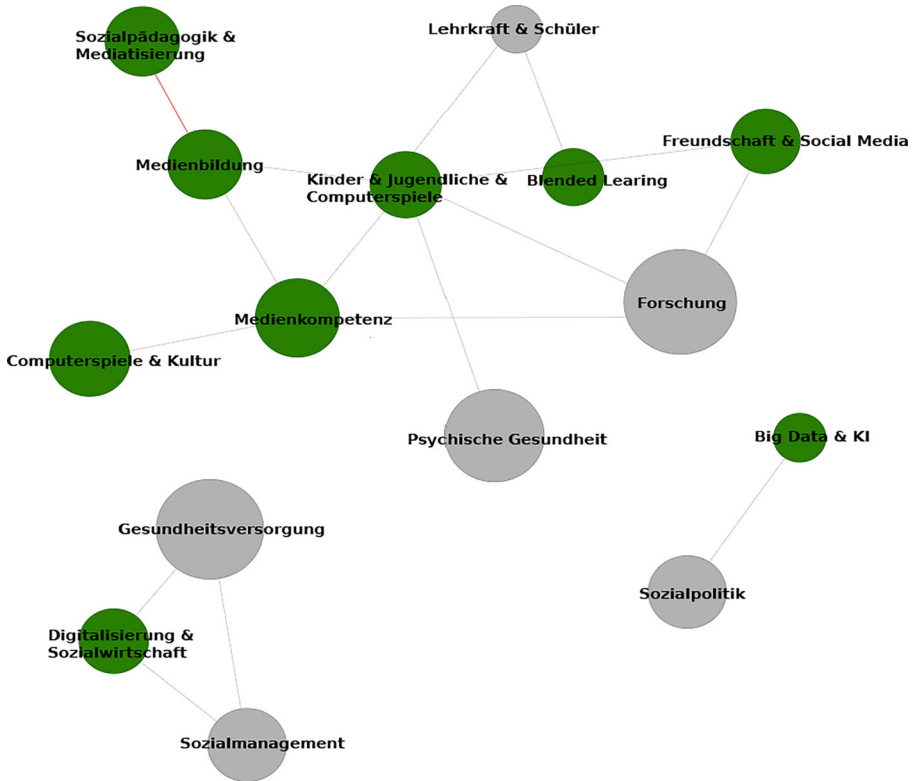 Lehrkraft & Schüler
Sozialpädagogik &
Mediatisierung
Freundschaft & Social Media
Medienbildung
Kinder & Jugendliche &
Computerspiele
Blended Learing
Forschung
Medienkompetenz
Computerspiele & Kultur
Psychische Gesundheit
Big Data & KI
Gesundheitsversorgung
Sozialpolitik
Digitalisierung &
Sozialwirtschaft
Sozialmanagement